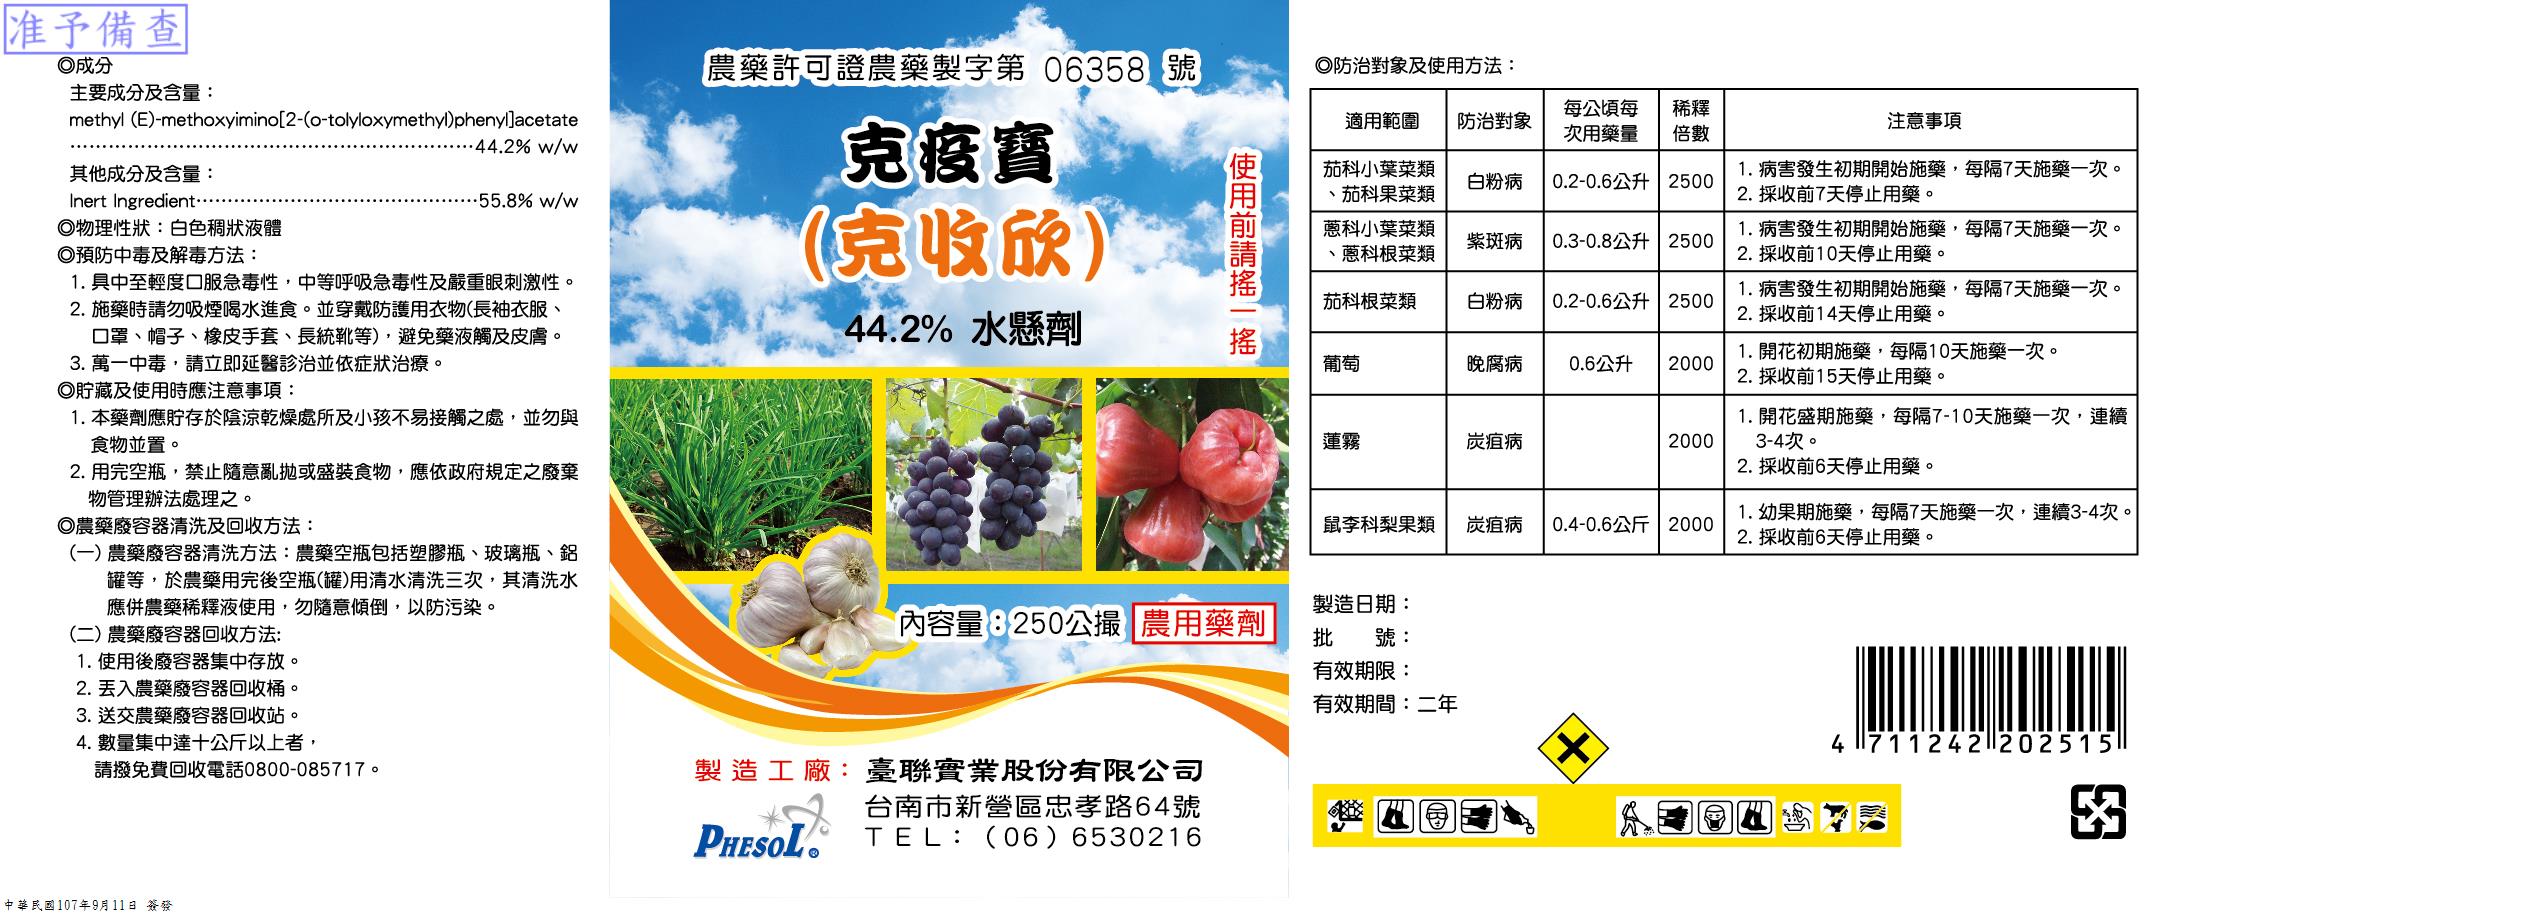 准予備查
◎成分
主要成分及含量：
methyl (E)-methoxyimino[2-(o-tolyloxymethyl)phenyl]acetate
…………………………………………………………44.2% w/w
其他成分及含量：
Inert Ingredient………………………………………55.8% w/w
◎物理性狀：白色稠狀液體
◎預防中毒及解毒方法：
1. 具中至輕度口服急毒性，中等呼吸急毒性及嚴重眼刺激性。
2. 施藥時請勿吸煙喝水進食。並穿戴防護用衣物(長袖衣服、
口罩、帽子、橡皮手套、長統靴等)，避免藥液觸及皮膚。
3. 萬一中毒，請立即延醫診治並依症狀治療。
◎貯藏及使用時應注意事項：
1. 本藥劑應貯存於陰涼乾燥處所及小孩不易接觸之處，並勿與
食物並置。
2. 用完空瓶，禁止隨意亂拋或盛裝食物，應依政府規定之廢棄
物管理辦法處理之。
◎農藥廢容器清洗及回收方法：
(一) 農藥廢容器清洗方法：農藥空瓶包括塑膠瓶、玻璃瓶、鋁
罐等，於農藥用完後空瓶(罐)用清水清洗三次，其清洗水
應併農藥稀釋液使用，勿隨意傾倒，以防污染。
(二) 農藥廢容器回收方法:
1. 使用後廢容器集中存放。
2. 丟入農藥廢容器回收桶。
3. 送交農藥廢容器回收站。
4. 數量集中達十公斤以上者，
請撥免費回收電話0800-085717。
中華民國107年9月11日 簽發
農藥許可證農藥製字第 06358 號
克疫寶
(克收欣)
44.2% 水懸劑
使用前請搖一搖
內容量：250公撮
農用藥劑
製造工廠：臺聯實業股份有限公司
台南市新營區忠孝路64號
TEL：(06) 6530216
PHESOL®
◎防治對象及使用方法：
適用範圍 防治對象 每公頃每次用藥量 稀釋倍數 注意事項
茄科小葉菜類、茄科果菜類 白粉病 0.2-0.6公升 2500 1. 病害發生初期開始施藥，每隔7天施藥一次。
2. 採收前7天停止用藥。
蔥科小葉菜類、蔥科根菜類 紫斑病 0.3-0.8公升 2500 1. 病害發生初期開始施藥，每隔7天施藥一次。
2. 採收前10天停止用藥。
茄科根菜類 白粉病 0.2-0.6公升 2500 1. 病害發生初期開始施藥，每隔7天施藥一次。
2. 採收前14天停止用藥。
葡萄 晚腐病 0.6公升 2000 1. 開花初期施藥，每隔10天施藥一次。
2. 採收前15天停止用藥。
蓮霧 炭疽病 2000 1. 開花盛期施藥，每隔7-10天施藥一次，連續
3-4次。
2. 採收前6天停止用藥。
鼠李科梨果類 炭疽病 0.4-0.6公斤 2000 1. 幼果期施藥，每隔7天施藥一次，連續3-4次。
2. 採收前6天停止用藥。
製造日期：
批　　號：
有效期限：
有效期間：二年
4 711242 202515